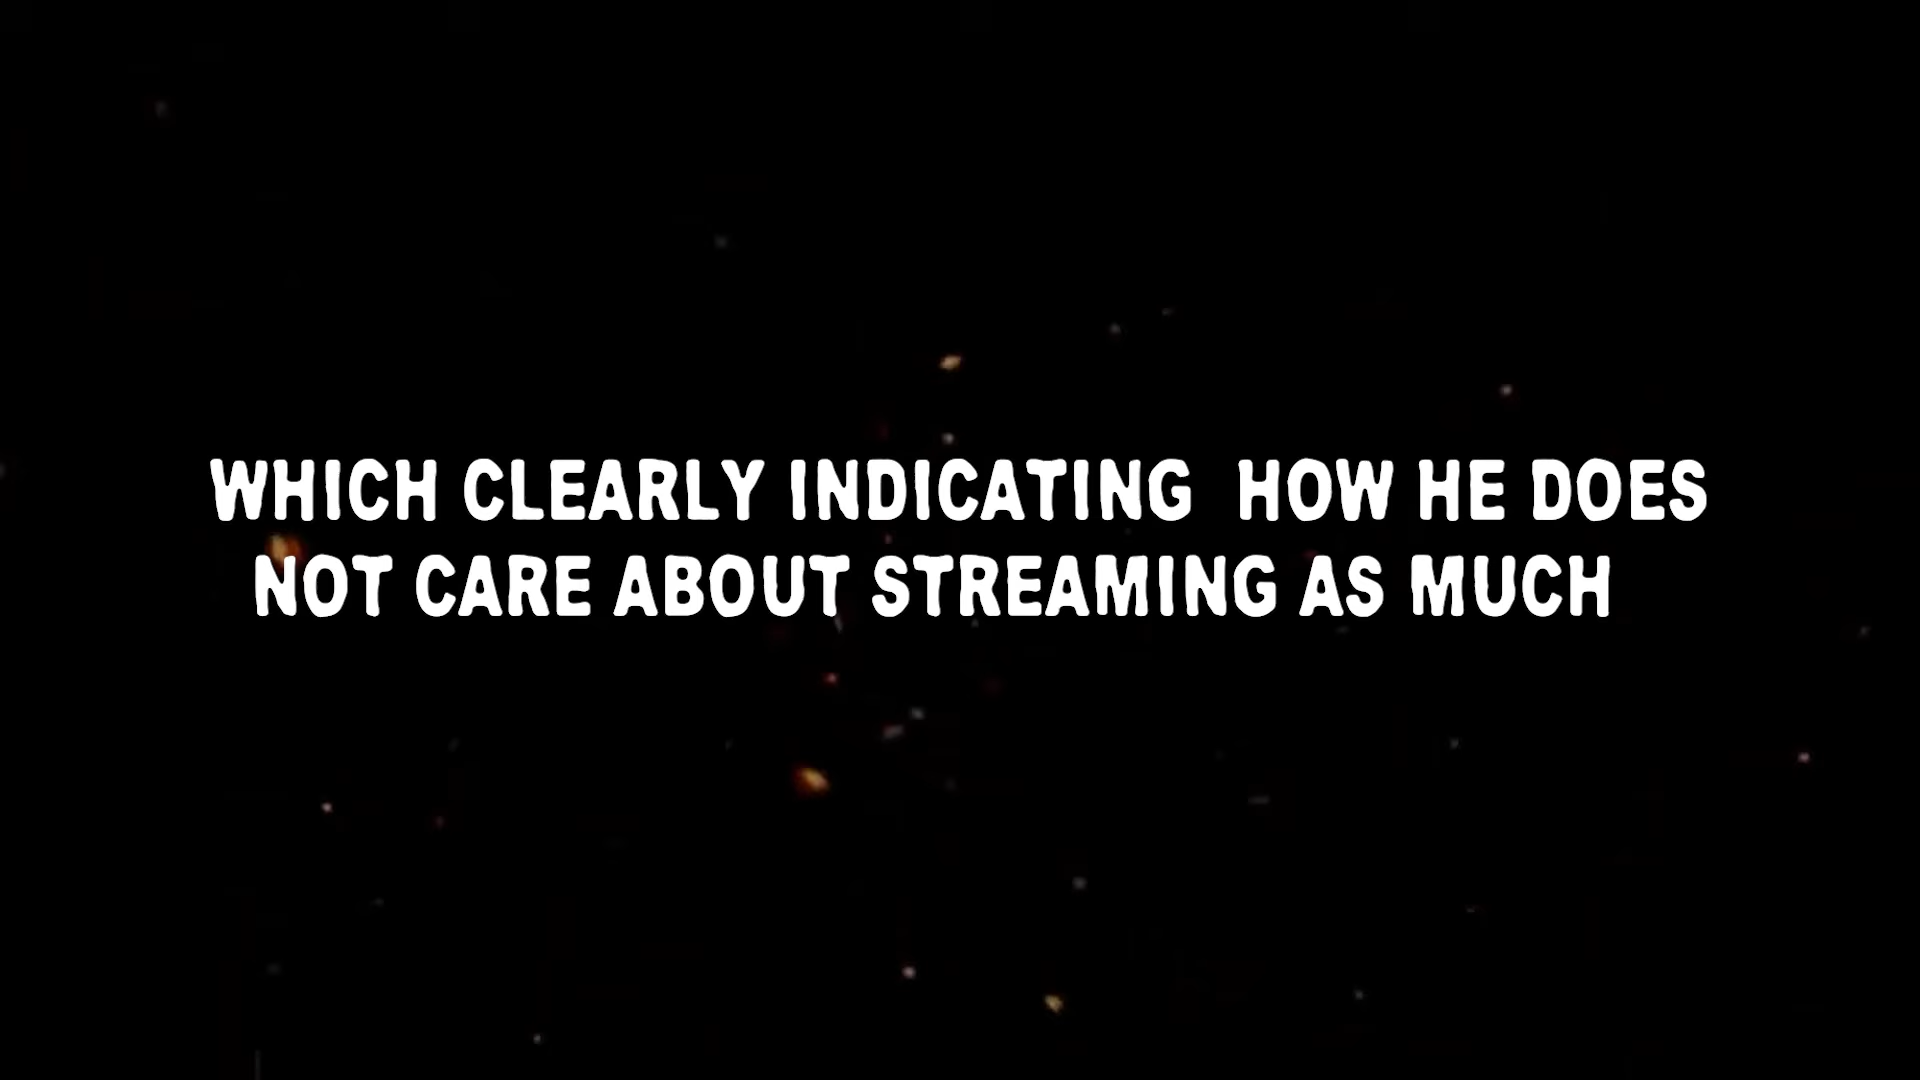 WHICH CLEARLY INDICATING  HOW HE DOES
NOT CARE ABOUT STREAMING AS MUCH